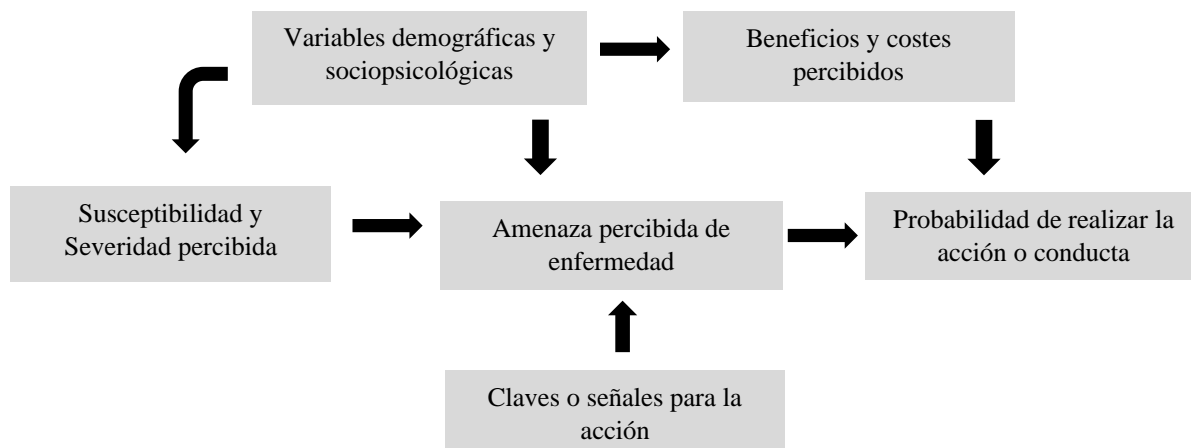 Variables demográficas y
sociopsicológicas
Beneficios y costes
percibidos
Susceptibilidad y
Severidad percibida
Amenaza percibida de
enfermedad
Probabilidad de realizar la
acción o conducta
Claves o señales para la
acción